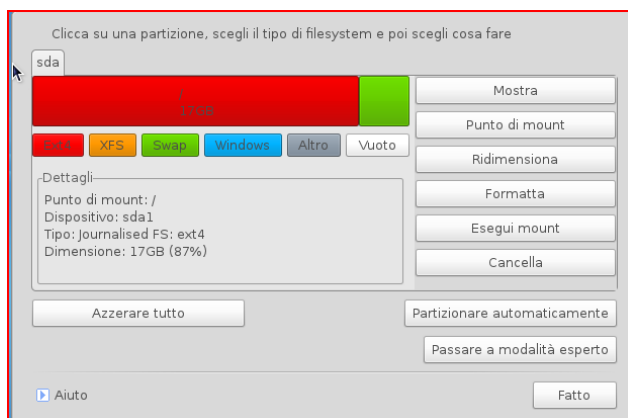 Clicca su una partizione, scegli il tipo di filesystem e poi scegli cosa fare
sda
/
17GB
Ext4 XFS Swap Windows Altro Vuoto
Dettagli
Punto di mount: /
Dispositivo: sda1
Tipo: Journalised FS: ext4
Dimensione: 17GB (87%)
Mostra
Punto di mount
Ridimensiona
Formatta
Esegui mount
Cancella
Azzerare tutto
Partizionare automaticamente
Passare a modalità esperto
Aiuto
Fatto